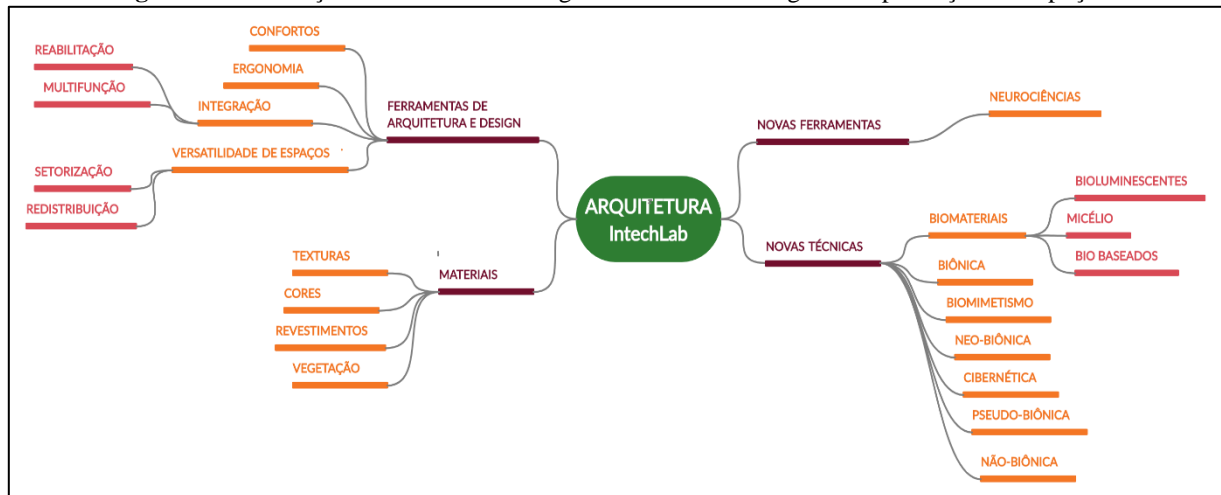 CONFORTOS
REABILITAÇÃO
ERGONOMIA
MULTIFUNÇÃO
INTEGRAÇÃO
FERRAMENTAS DE
ARQUITETURA E DESIGN
VERSATILIDADE DE ESPAÇOS
SETORIZAÇÃO
REDISTRIBUIÇÃO
TEXTURAS
MATERIAIS
CORES
REVESTIMENTOS
VEGETAÇÃO
ARQUITETURA
IntechLab
NOVAS FERRAMENTAS
NEUROCIÊNCIAS
NOVAS TÉCNICAS
BIOMATERIAIS
BIOLUMINESCENTES
MICÉLIO
BIO BASEADOS
BIÔNICA
BIOMIMETISMO
NEO-BIÔNICA
CIBERNÉTICA
PSEUDO-BIÔNICA
NÃO-BIÔNICA